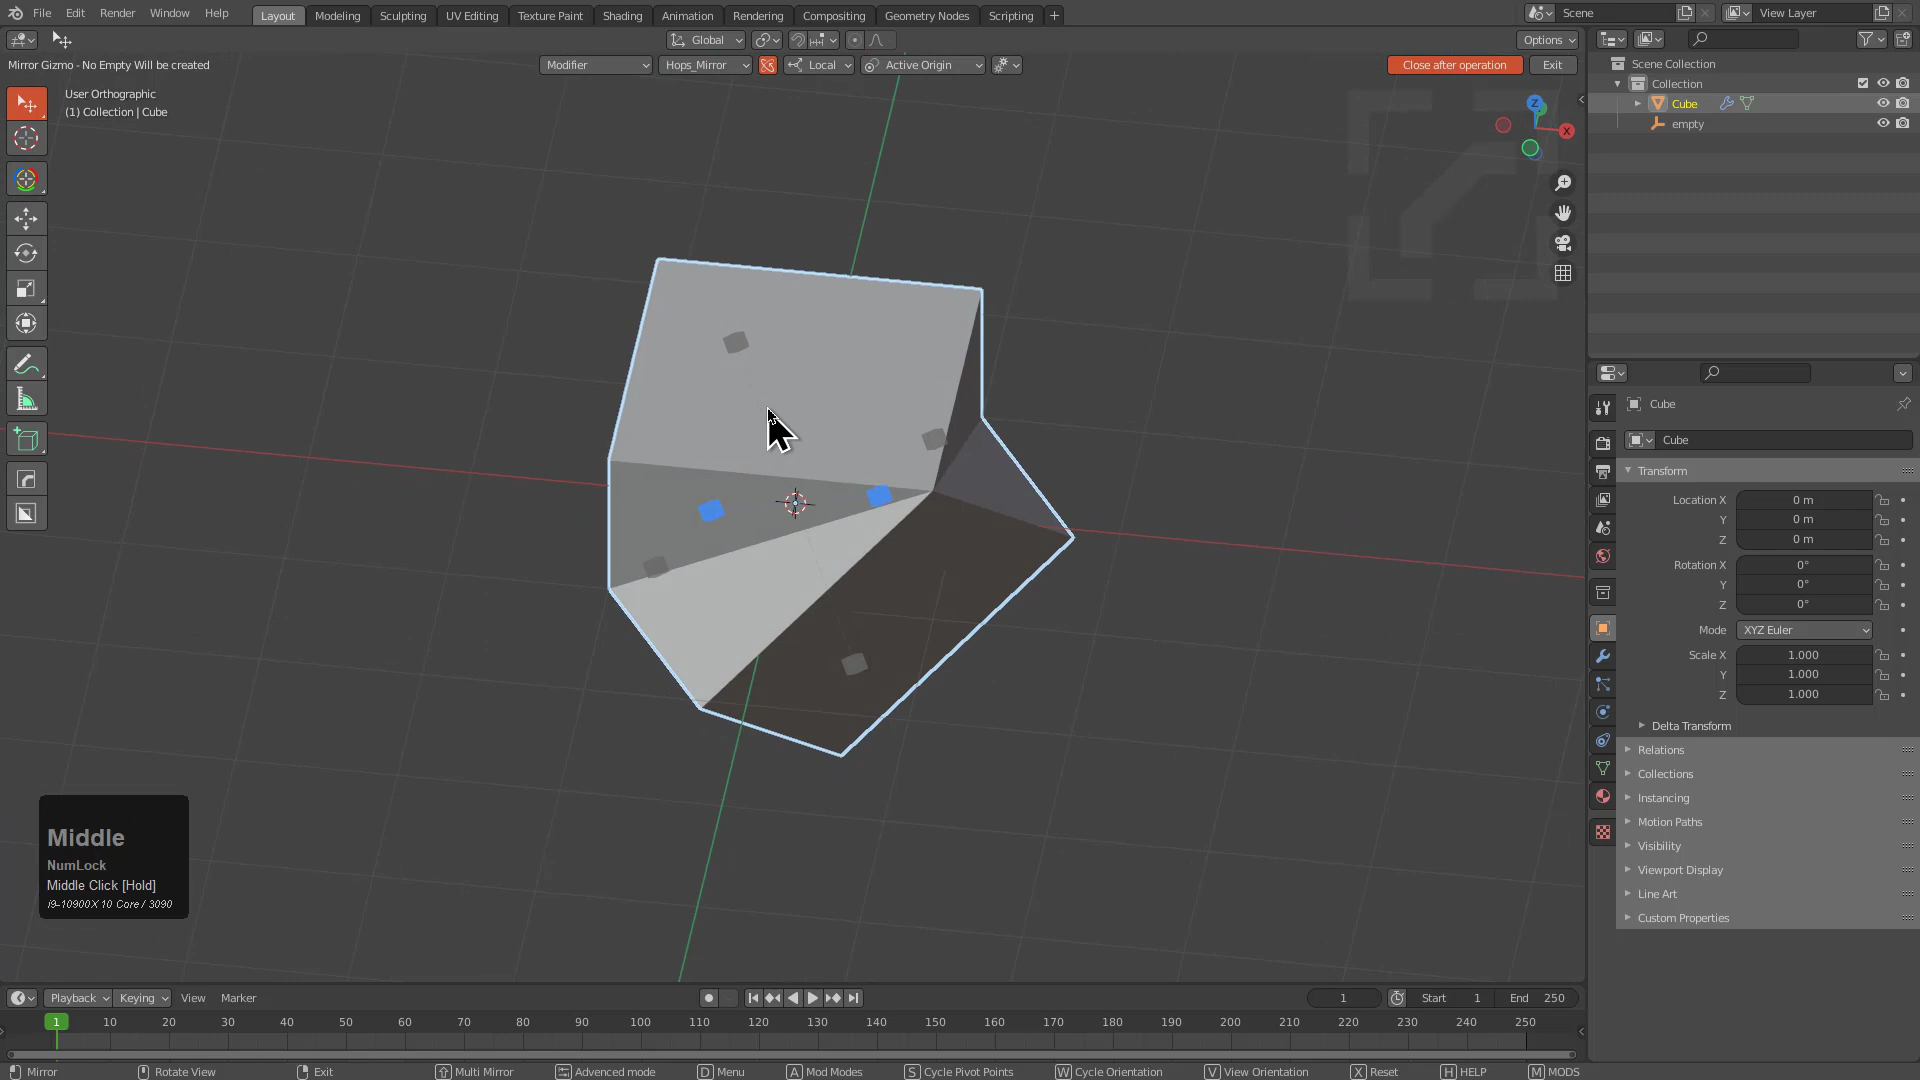 File Edit Render Window Help Layout Modeling Sculpting UV Editing Texture Paint Shading Animation Rendering Compositing Geometry Nodes Scripting + Scene View Layer
Global Options
Mirror Gizmo - No Empty Will be created Modifier Hops_Mirror Local Active Origin Close after operation Exit
User Orthographic
(1) Collection | Cube
Z
X
Scene Collection
Collection
Cube
empty
Cube
Cube
Transform
Location X 0 m
Y 0 m
Z 0 m
Rotation X 0°
Y 0°
Z 0°
Mode XYZ Euler
Scale X 1.000
Y 1.000
Z 1.000
Delta Transform
Relations
Collections
Instancing
Motion Paths
Visibility
Viewport Display
Line Art
Custom Properties
Middle
NumLock
Middle Click [Hold]
i9-10900X 10 Core / 3090
Playback Keying View Marker 1 Start 1 End 250
1 10 20 30 40 50 60 70 80 90 100 110 120 130 140 150 160 170 180 190 200 210 220 230 240 250
Mirror Rotate View Exit Multi Mirror Advanced mode D Menu A Mod Modes S Cycle Pivot Points W Cycle Orientation V View Orientation X Reset H HELP M MODS